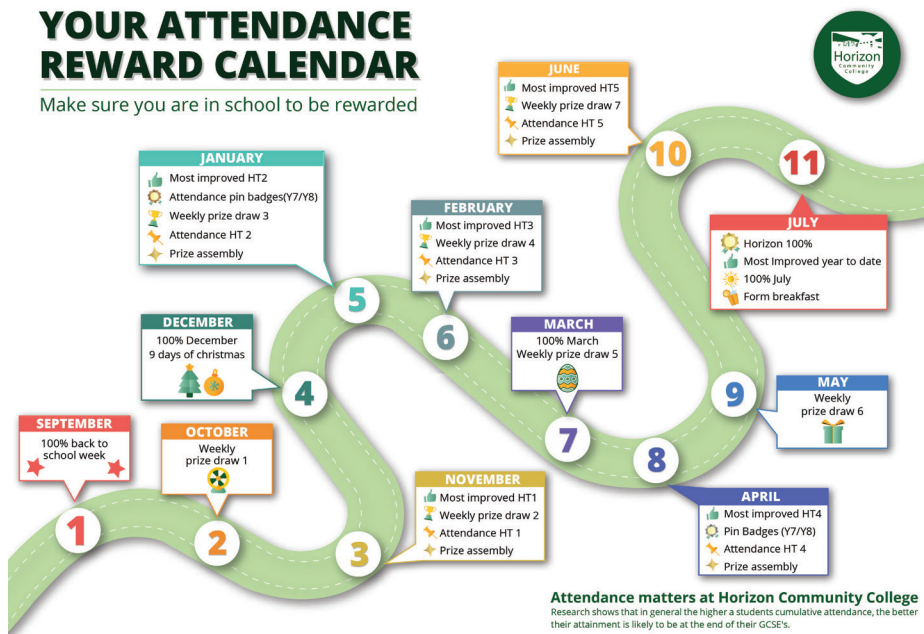 YOUR ATTENDANCE
REWARD CALENDAR
Make sure you are in school to be rewarded
Horizon
Community
College
SEPTEMBER
100% back to
school week
1
OCTOBER
Weekly
prize draw 1
2
NOVEMBER
Most improved HT1
Weekly prize draw 2
Attendance HT 1
Prize assembly
3
DECEMBER
100% December
9 days of christmas
4
JANUARY
Most improved HT2
Attendance pin badges(Y7/Y8)
Weekly prize draw 3
Attendance HT 2
Prize assembly
5
FEBRUARY
Most improved HT3
Weekly prize draw 4
Attendance HT 3
Prize assembly
6
MARCH
100% March
Weekly prize draw 5
7
APRIL
Most improved HT4
Pin Badges (Y7/Y8)
Attendance HT 4
Prize assembly
8
MAY
Weekly
prize draw 6
9
JUNE
Most improved HT5
Weekly prize draw 7
Attendance HT 5
Prize assembly
10
JULY
Horizon 100%
Most Improved year to date
100% July
Form breakfast
11
Attendance matters at Horizon Community College
Research shows that in general the higher a students cumulative attendance, the better
their attainment is likely to be at the end of their GCSE's.